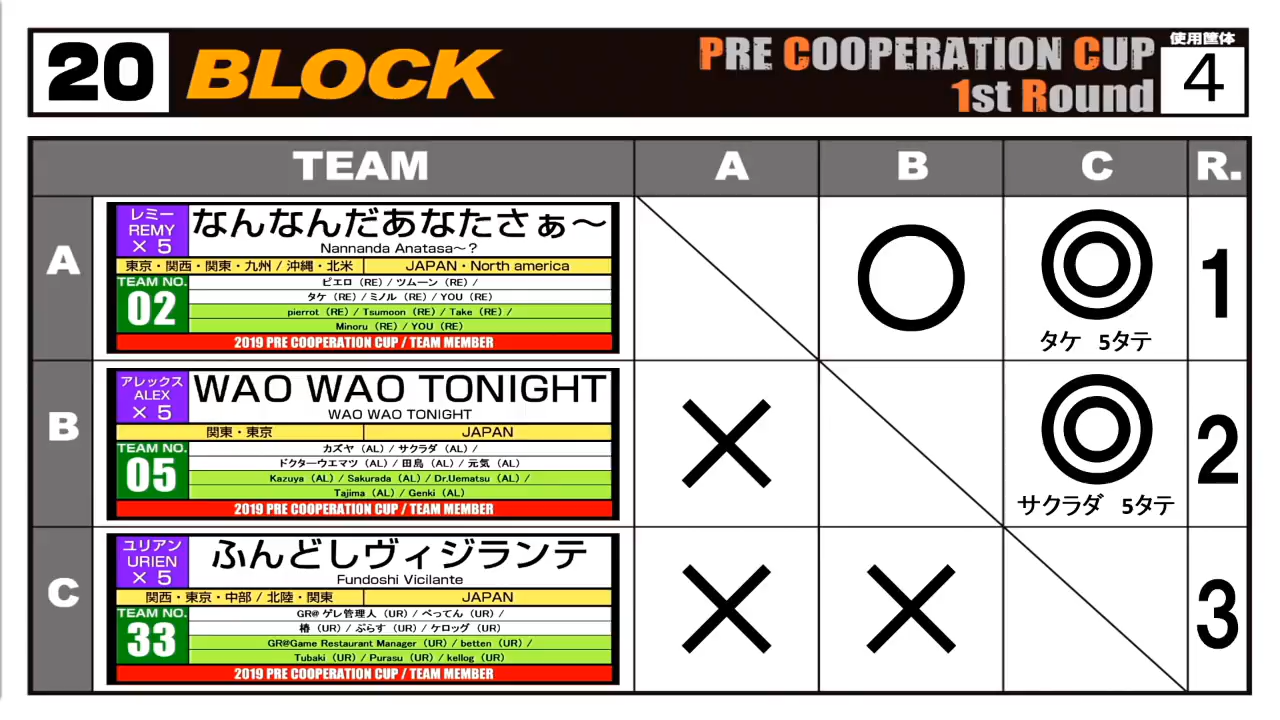 20 BLOCK
PRE COOPERATION CUP
1st Round
使用筐体
4
TEAM A B C R.
A
レミー
REMY
× 5
なんなんだあなたさぁ～
Nannanda Anatasa～?
東京・関西・関東・九州 / 沖縄・北米 JAPAN・North america
TEAM NO.
02
ピエロ（RE）/ ツムーン（RE）/
タケ（RE）/ ミノル（RE）/ YOU（RE）
pierrot（RE）/ Tsumoon（RE）/ Take（RE）/
Minoru（RE）/ YOU（RE）
2019 PRE COOPERATION CUP / TEAM MEMBER
○ ◎
タケ 5タテ
1
B
アレックス
ALEX
× 5
WAO WAO TONIGHT
WAO WAO TONIGHT
関東・東京 JAPAN
TEAM NO.
05
カズヤ（AL）/ サクラダ（AL）/
ドクターウエマツ（AL）/ 田島（AL）/ 元気（AL）
Kazuya（AL）/ Sakurada（AL）/ Dr.Uematsu（AL）/
Tajima（AL）/ Genki（AL）
2019 PRE COOPERATION CUP / TEAM MEMBER
× ◎
サクラダ 5タテ
2
C
ユリアン
URIEN
× 5
ふんどしヴィジランテ
Fundoshi Vicilante
関西・東京・中部 / 北陸・関東 JAPAN
TEAM NO.
33
GR@ ゲレ管理人（UR）/ べってん（UR）/
椿（UR）/ ぷらす（UR）/ ケロッグ（UR）
GR@Game Restaurant Manager（UR）/ betten（UR）/
Tubaki（UR）/ Purasu（UR）/ kellog（UR）
2019 PRE COOPERATION CUP / TEAM MEMBER
× ×
3